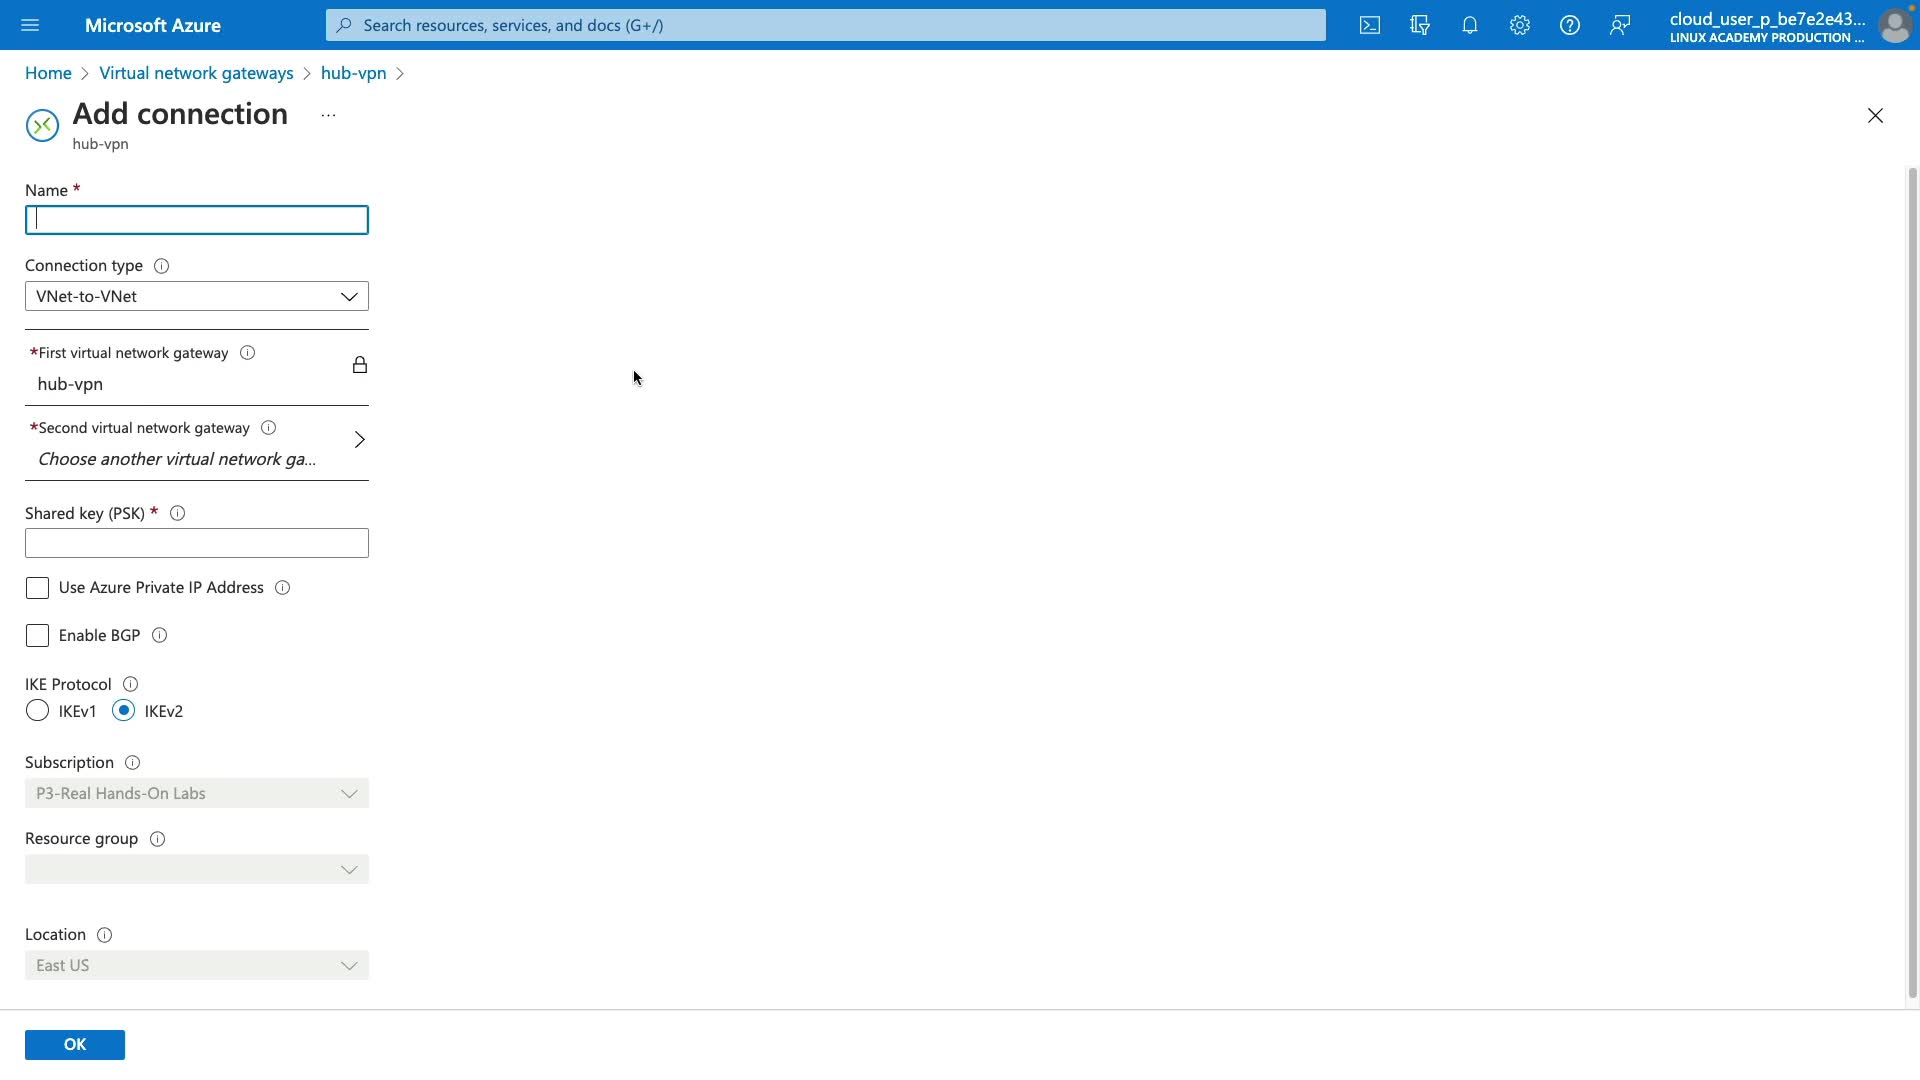 Microsoft Azure
Search resources, services, and docs (G+/)
cloud_user_p_be7e2e43...
LINUX ACADEMY PRODUCTION ...
Home > Virtual network gateways > hub-vpn >
Add connection ...
hub-vpn
Name *
Connection type
VNet-to-VNet
*First virtual network gateway
hub-vpn
*Second virtual network gateway
Choose another virtual network ga...
Shared key (PSK) *
Use Azure Private IP Address
Enable BGP
IKE Protocol
IKEv1 IKEv2
Subscription
P3-Real Hands-On Labs
Resource group
Location
East US
OK